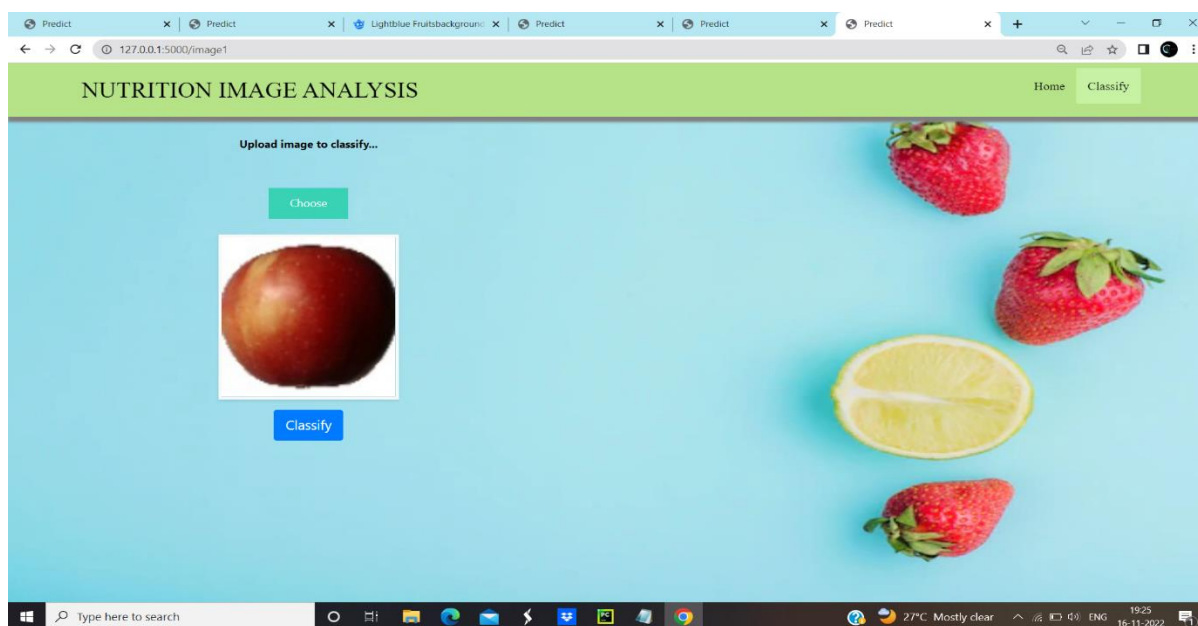 Predict
Predict
Lightblue Fruitsbackground
Predict
Predict
Predict
127.0.0.1:5000/image1
NUTRITION IMAGE ANALYSIS
Home
Classify
Upload image to classify...
Choose
Classify
Type here to search
PC
27°C Mostly clear
ENG
19:25
16-11-2022